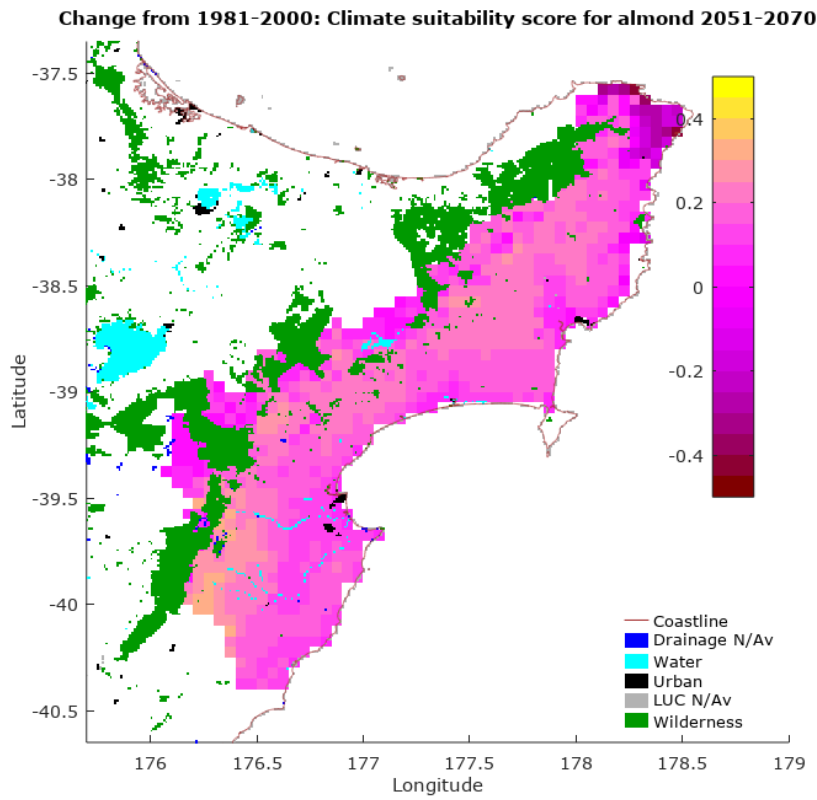 Change from 1981-2000: Climate suitability score for almond 2051-2070
-37.5
-38
-38.5
-39
-39.5
-40
-40.5
Latitude
0.4
0.2
0
-0.2
-0.4
Coastline
Drainage N/Av
Water
Urban
LUC N/Av
Wilderness
176
176.5
177
177.5
178
178.5
179
Longitude